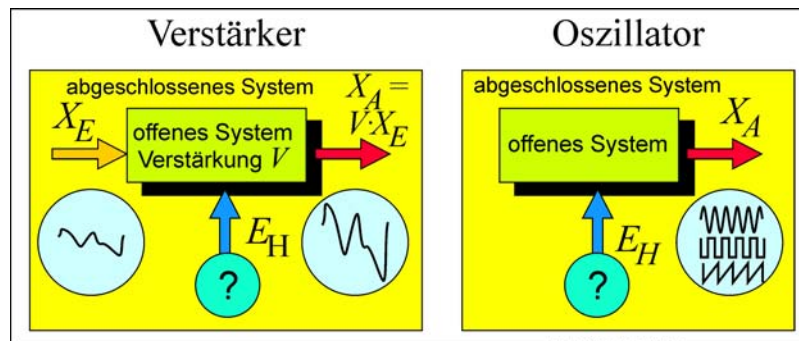 Verstärker
abgeschlossenes System
X_E
offenes System
Verstärkung V
X_A =
V·X_E
E_H
?
Oszillator
abgeschlossenes System
offenes System
X_A
E_H
?